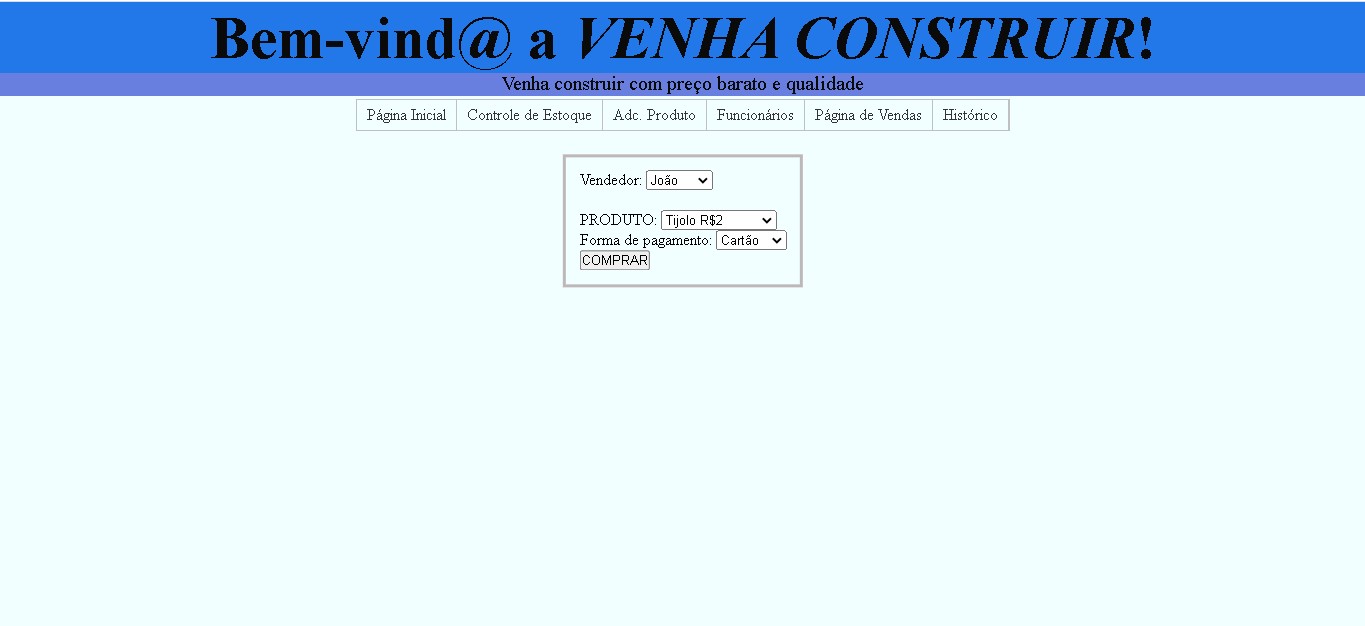 Bem-vind@ a VENHA CONSTRUIR!
Venha construir com preço barato e qualidade
Página Inicial Controle de Estoque Adc. Produto Funcionários Página de Vendas Histórico
Vendedor: João
PRODUTO: Tijolo R$2
Forma de pagamento: Cartão
COMPRAR